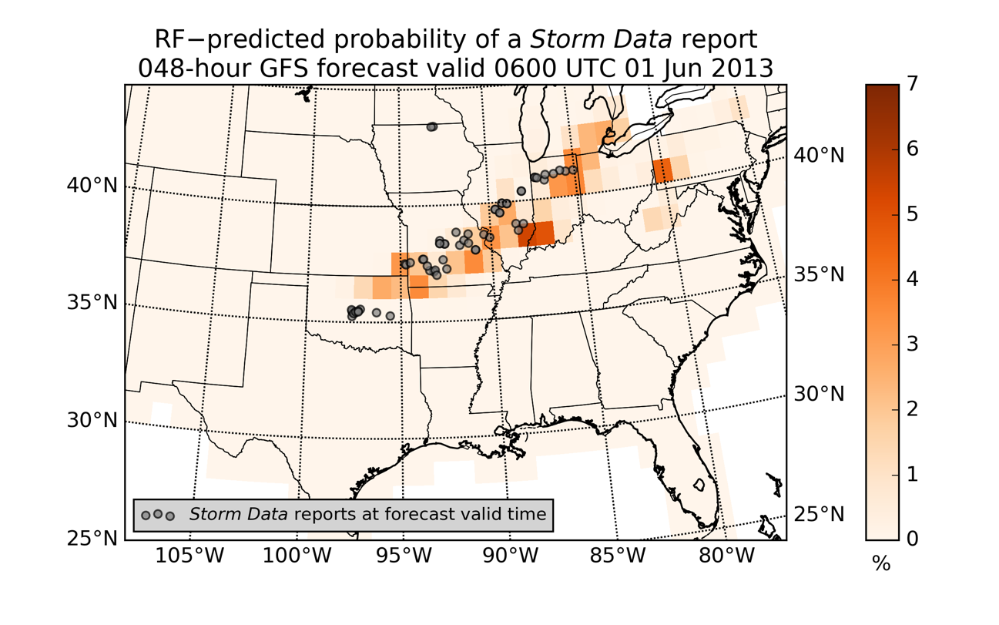 RF−predicted probability of a Storm Data report
048-hour GFS forecast valid 0600 UTC 01 Jun 2013
7
6
5
4
3
2
1
0
%
40°N
35°N
30°N
25°N
40°N
35°N
30°N
25°N
Storm Data reports at forecast valid time
105°W 100°W 95°W 90°W 85°W 80°W